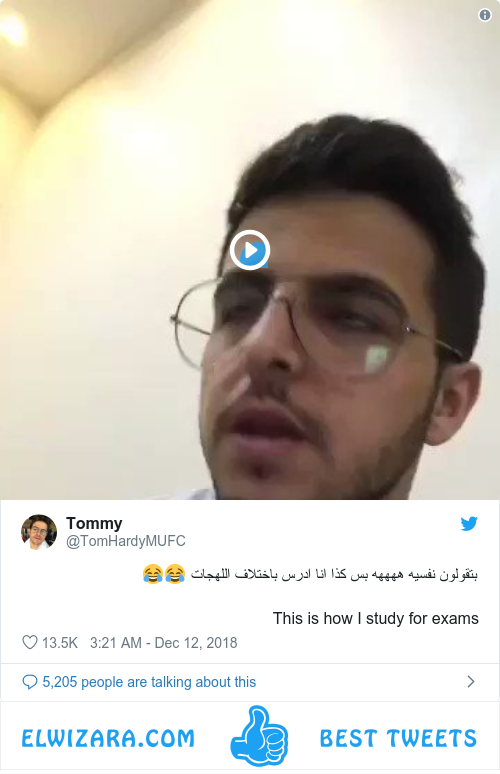 Tommy
@TomHardyMUFC
بتقولون نفسيه ههههه بس كذا انا ادرس باختلاف اللهجات 😂😂
This is how I study for exams
13.5K 3:21 AM - Dec 12, 2018
5,205 people are talking about this
ELWIZARA.COM BEST TWEETS